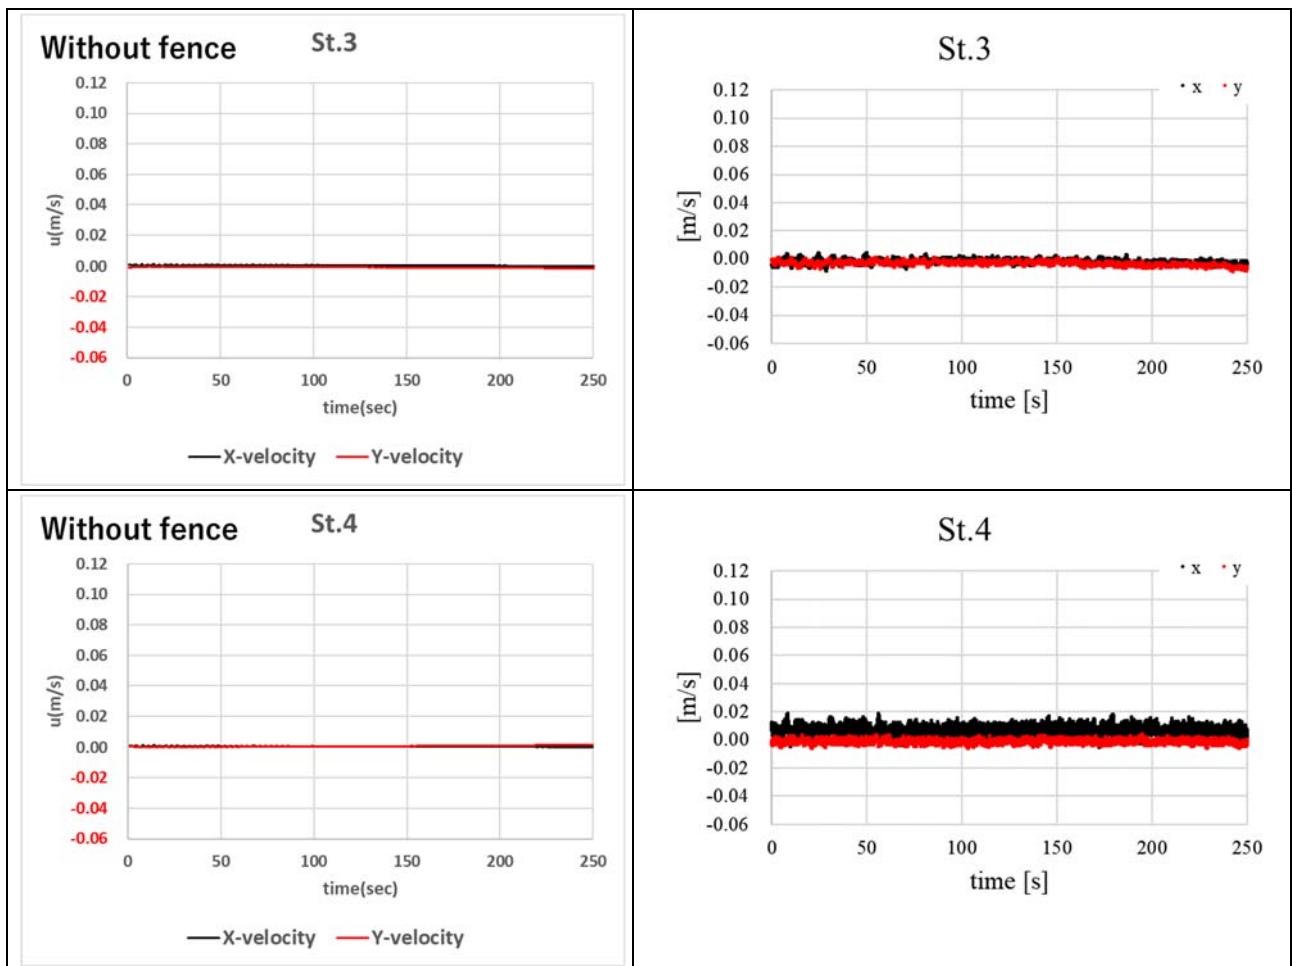 Without fence St.3
0.12
0.10
0.08
0.06
0.04
0.02
0.00
-0.02
-0.04
-0.06
u(m/s)
0 50 100 150 200 250
time(sec)
X-velocity Y-velocity
St.3
x y
0.12
0.10
0.08
0.06
0.04
0.02
0.00
-0.02
-0.04
-0.06
[m/s]
0 50 100 150 200 250
time [s]
Without fence St.4
0.12
0.10
0.08
0.06
0.04
0.02
0.00
-0.02
-0.04
-0.06
u(m/s)
0 50 100 150 200 250
time(sec)
X-velocity Y-velocity
St.4
x y
0.12
0.10
0.08
0.06
0.04
0.02
0.00
-0.02
-0.04
-0.06
[m/s]
0 50 100 150 200 250
time [s]